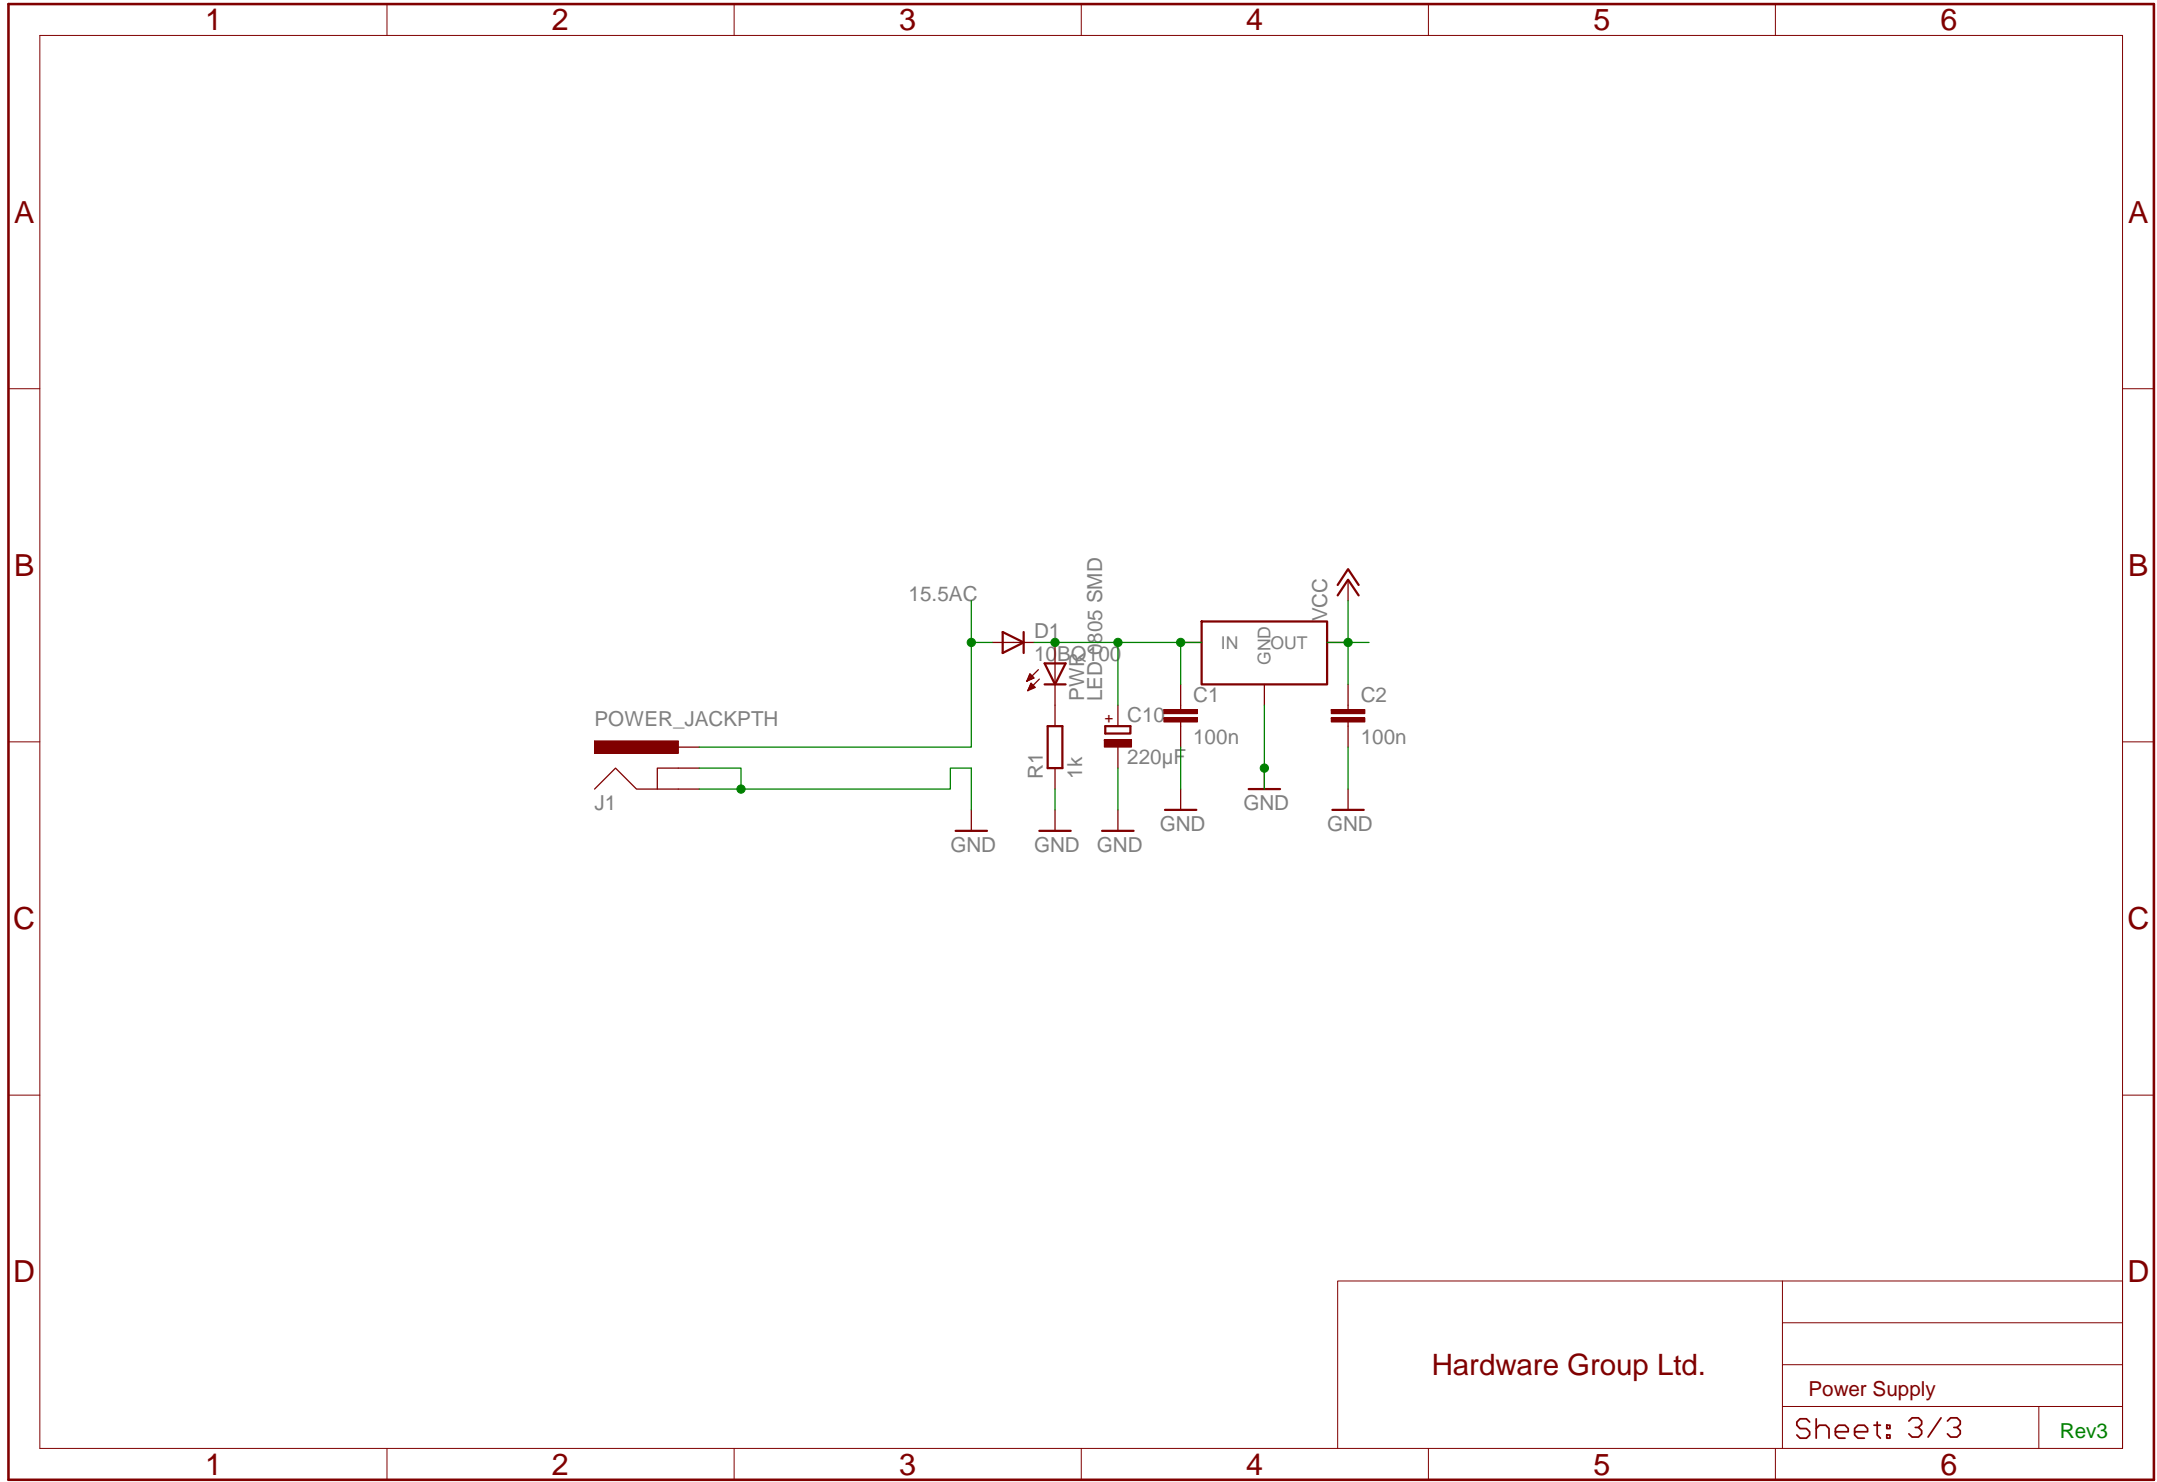 1 2 3 4 5 6
A A
B B
C C
D D
15.5AC
D1
10BQ100
PWR
LED-0805 SMD
IN GND OUT
VCC
POWER_JACKPTH
J1
R1
1k
C10
+
220µF
C1
100n
C2
100n
GND
GND
GND
GND
GND
GND
Hardware Group Ltd.
Power Supply
Sheet: 3/3
Rev3
1 2 3 4 5 6